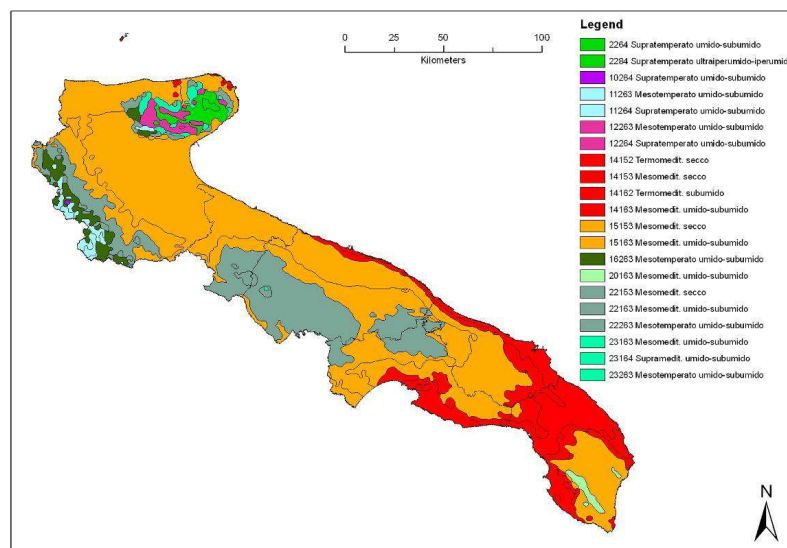 Legend
0 25 50 100
Kilometers
2264 Supratemperato umido-subumido
2284 Supratemperato ultraiperumido-iperumido
10264 Supratemperato umido-subumido
11263 Mesotemperato umido-subumido
11264 Supratemperato umido-subumido
12263 Mesotemperato umido-subumido
12264 Supratemperato umido-subumido
14152 Termomedit. secco
14153 Mesomedit. secco
14162 Termomedit. subumido
14163 Mesomedit. umido-subumido
15153 Mesomedit. secco
15163 Mesomedit. umido-subumido
16263 Mesotemperato umido-subumido
20163 Mesomedit. umido-subumido
22153 Mesomedit. secco
22163 Mesomedit. umido-subumido
22263 Mesotemperato umido-subumido
23163 Mesomedit. umido-subumido
23164 Supramedit. umido-subumido
23263 Mesotemperato umido-subumido
N